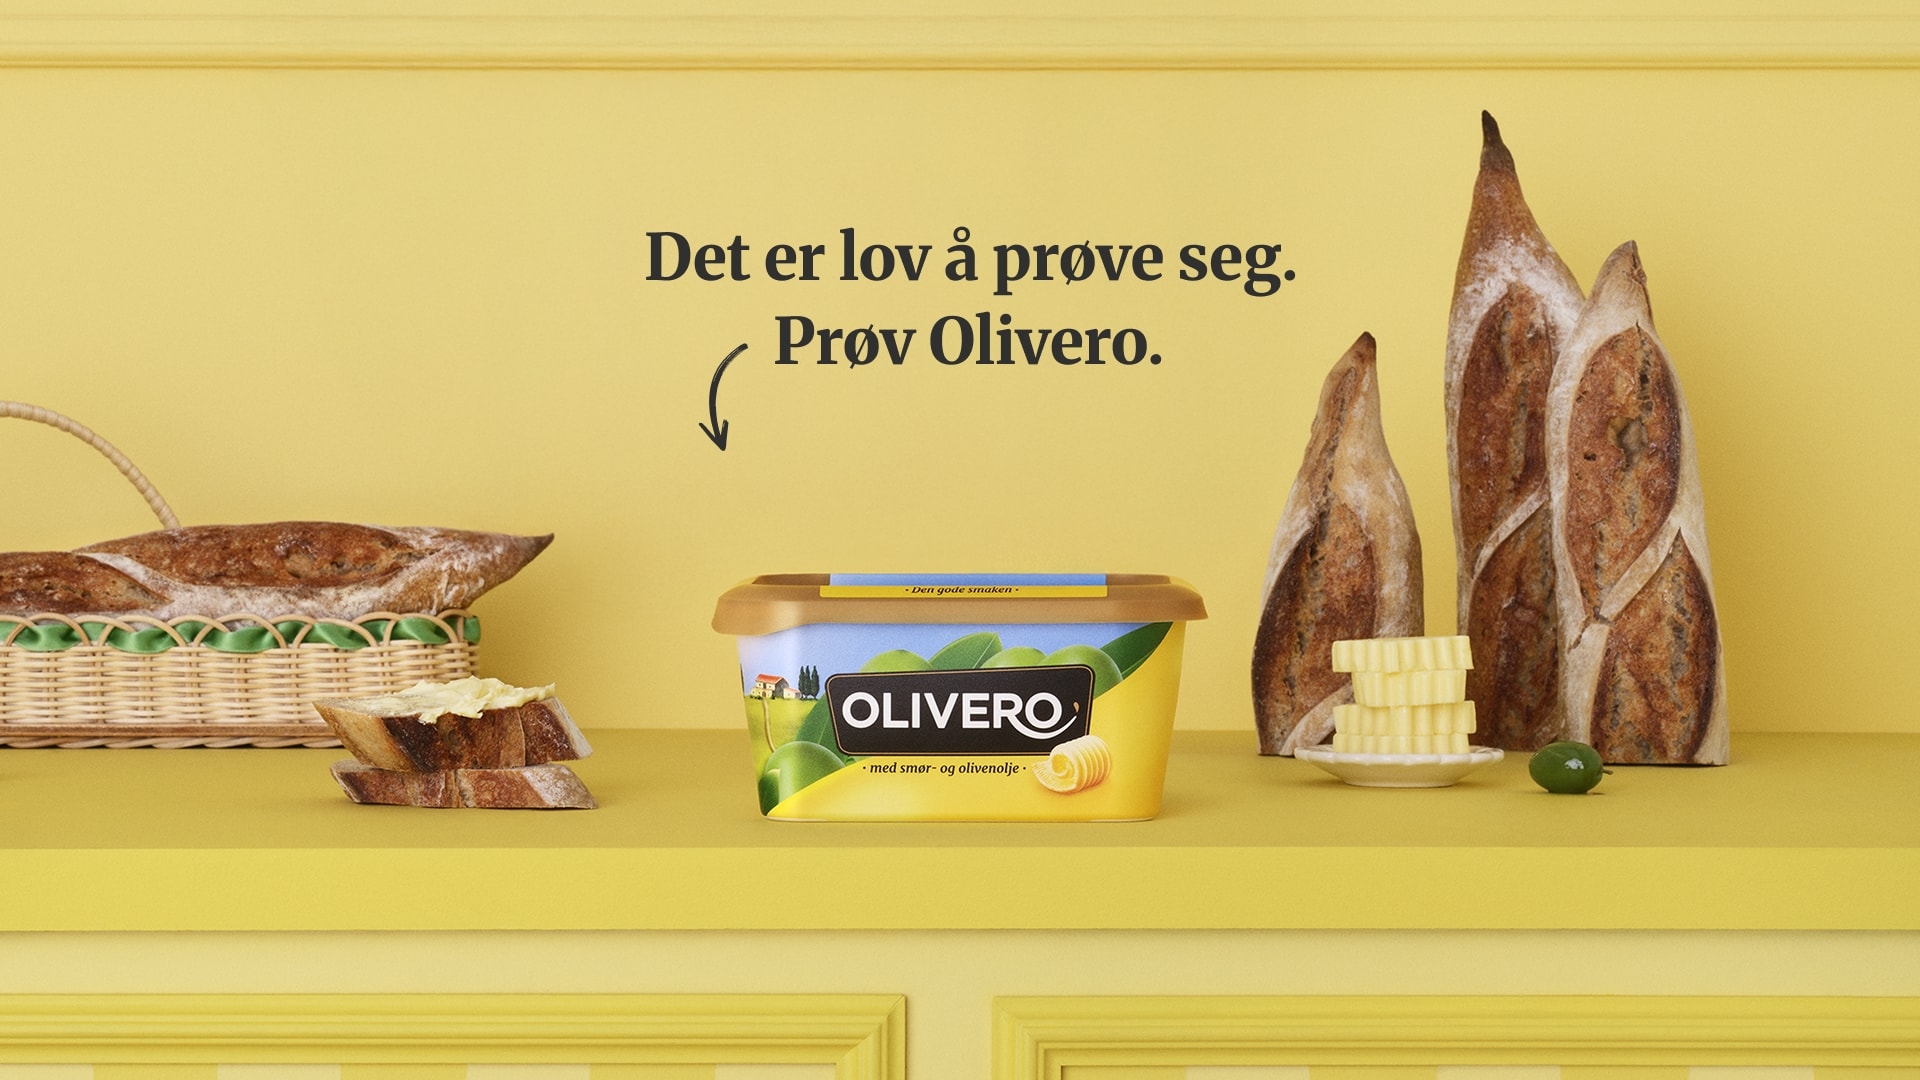 Det er lov å prøve seg.
Prøv Olivero.
· Den gode smaken ·
OLIVERO
· med smør- og olivenolje ·